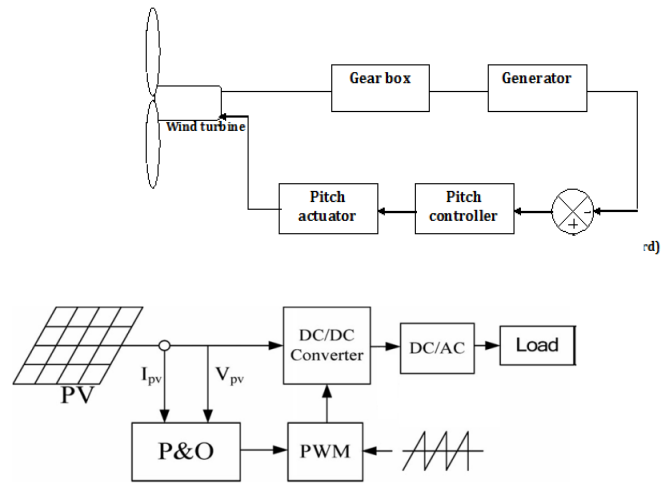 Gear box
Generator
Wind turbine
Pitch
actuator
Pitch
controller
-
+
rd)
DC/DC
Converter
DC/AC
Load
PV
Ipv
Vpv
P&O
PWM